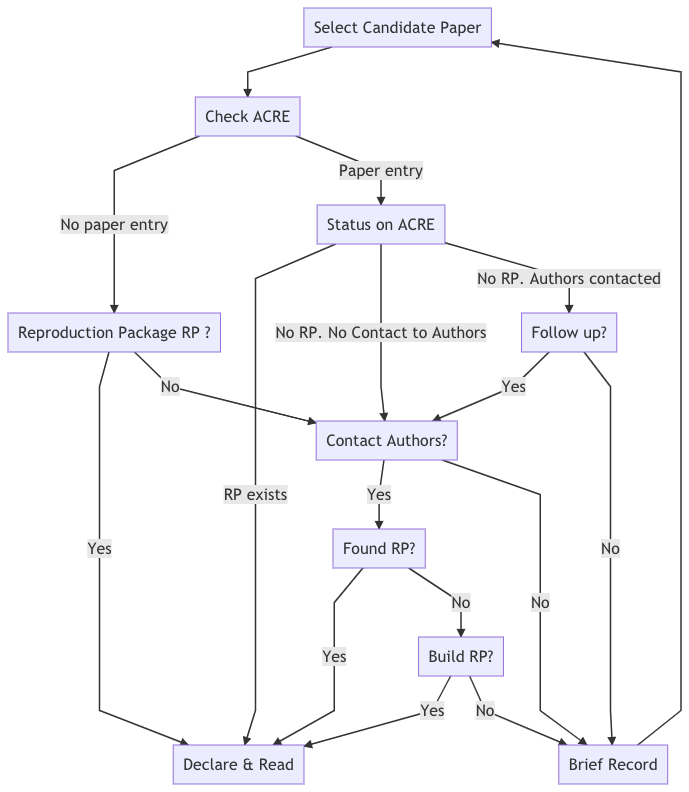 Select Candidate Paper
Check ACRE
Paper entry
No paper entry
Status on ACRE
No RP. Authors contacted
Reproduction Package RP ?
No RP. No Contact to Authors
Follow up?
No
Yes
Contact Authors?
RP exists
Yes
Yes
Found RP?
No
No
No
Yes
Build RP?
Yes
No
Declare & Read
Brief Record